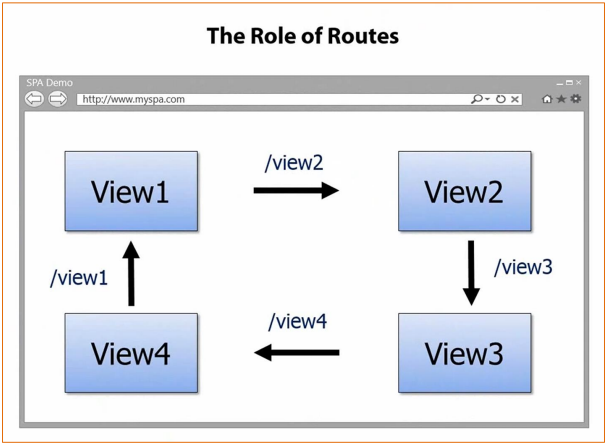 The Role of Routes
SPA Demo
http://www.myspa.com
View1
/view2
View2
/view1
/view3
View4
/view4
View3